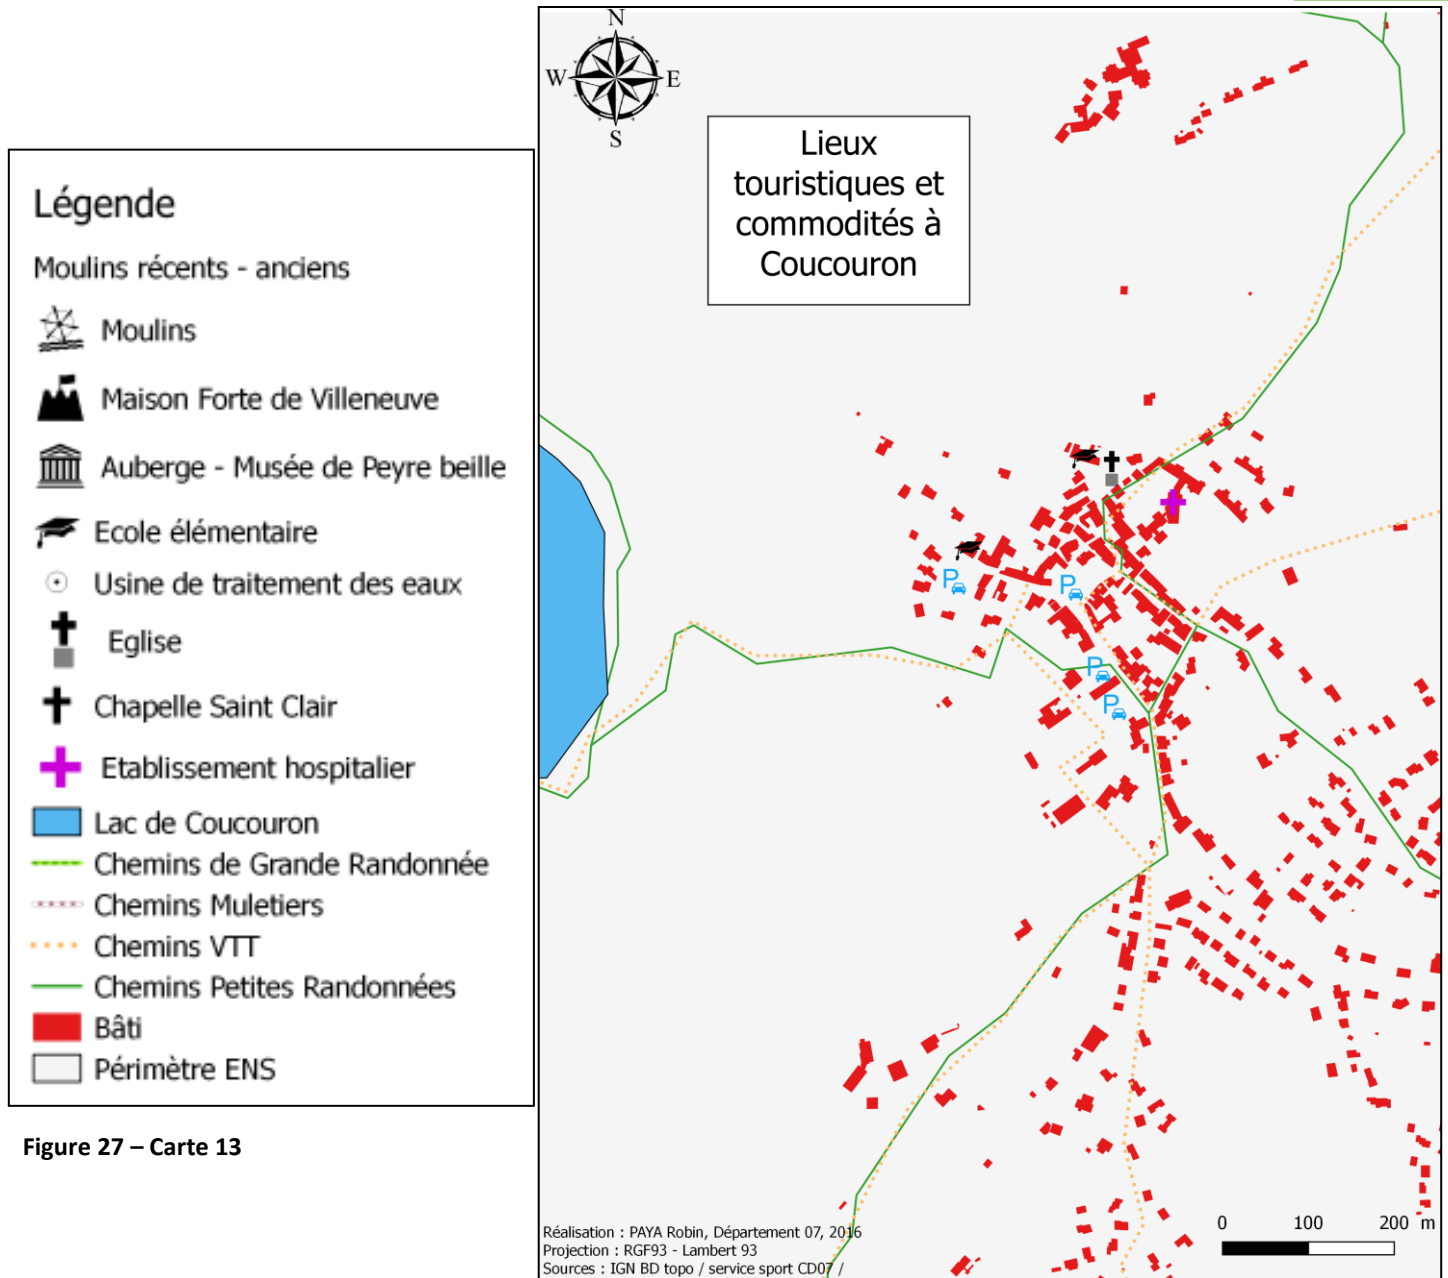 N
W E
S
Lieux
touristiques et
commodités à
Coucouron
Légende
Moulins récents - anciens
Moulins
Maison Forte de Villeneuve
Auberge - Musée de Peyre beille
Ecole élémentaire
Usine de traitement des eaux
Eglise
Chapelle Saint Clair
Etablissement hospitalier
Lac de Coucouron
Chemins de Grande Randonnée
Chemins Muletiers
Chemins VTT
Chemins Petites Randonnées
Bâti
Périmètre ENS
P
P
P
P
Figure 27 – Carte 13
Réalisation : PAYA Robin, Département 07, 2016
Projection : RGF93 - Lambert 93
Sources : IGN BD topo / service sport CD07 /
0 100 200 m